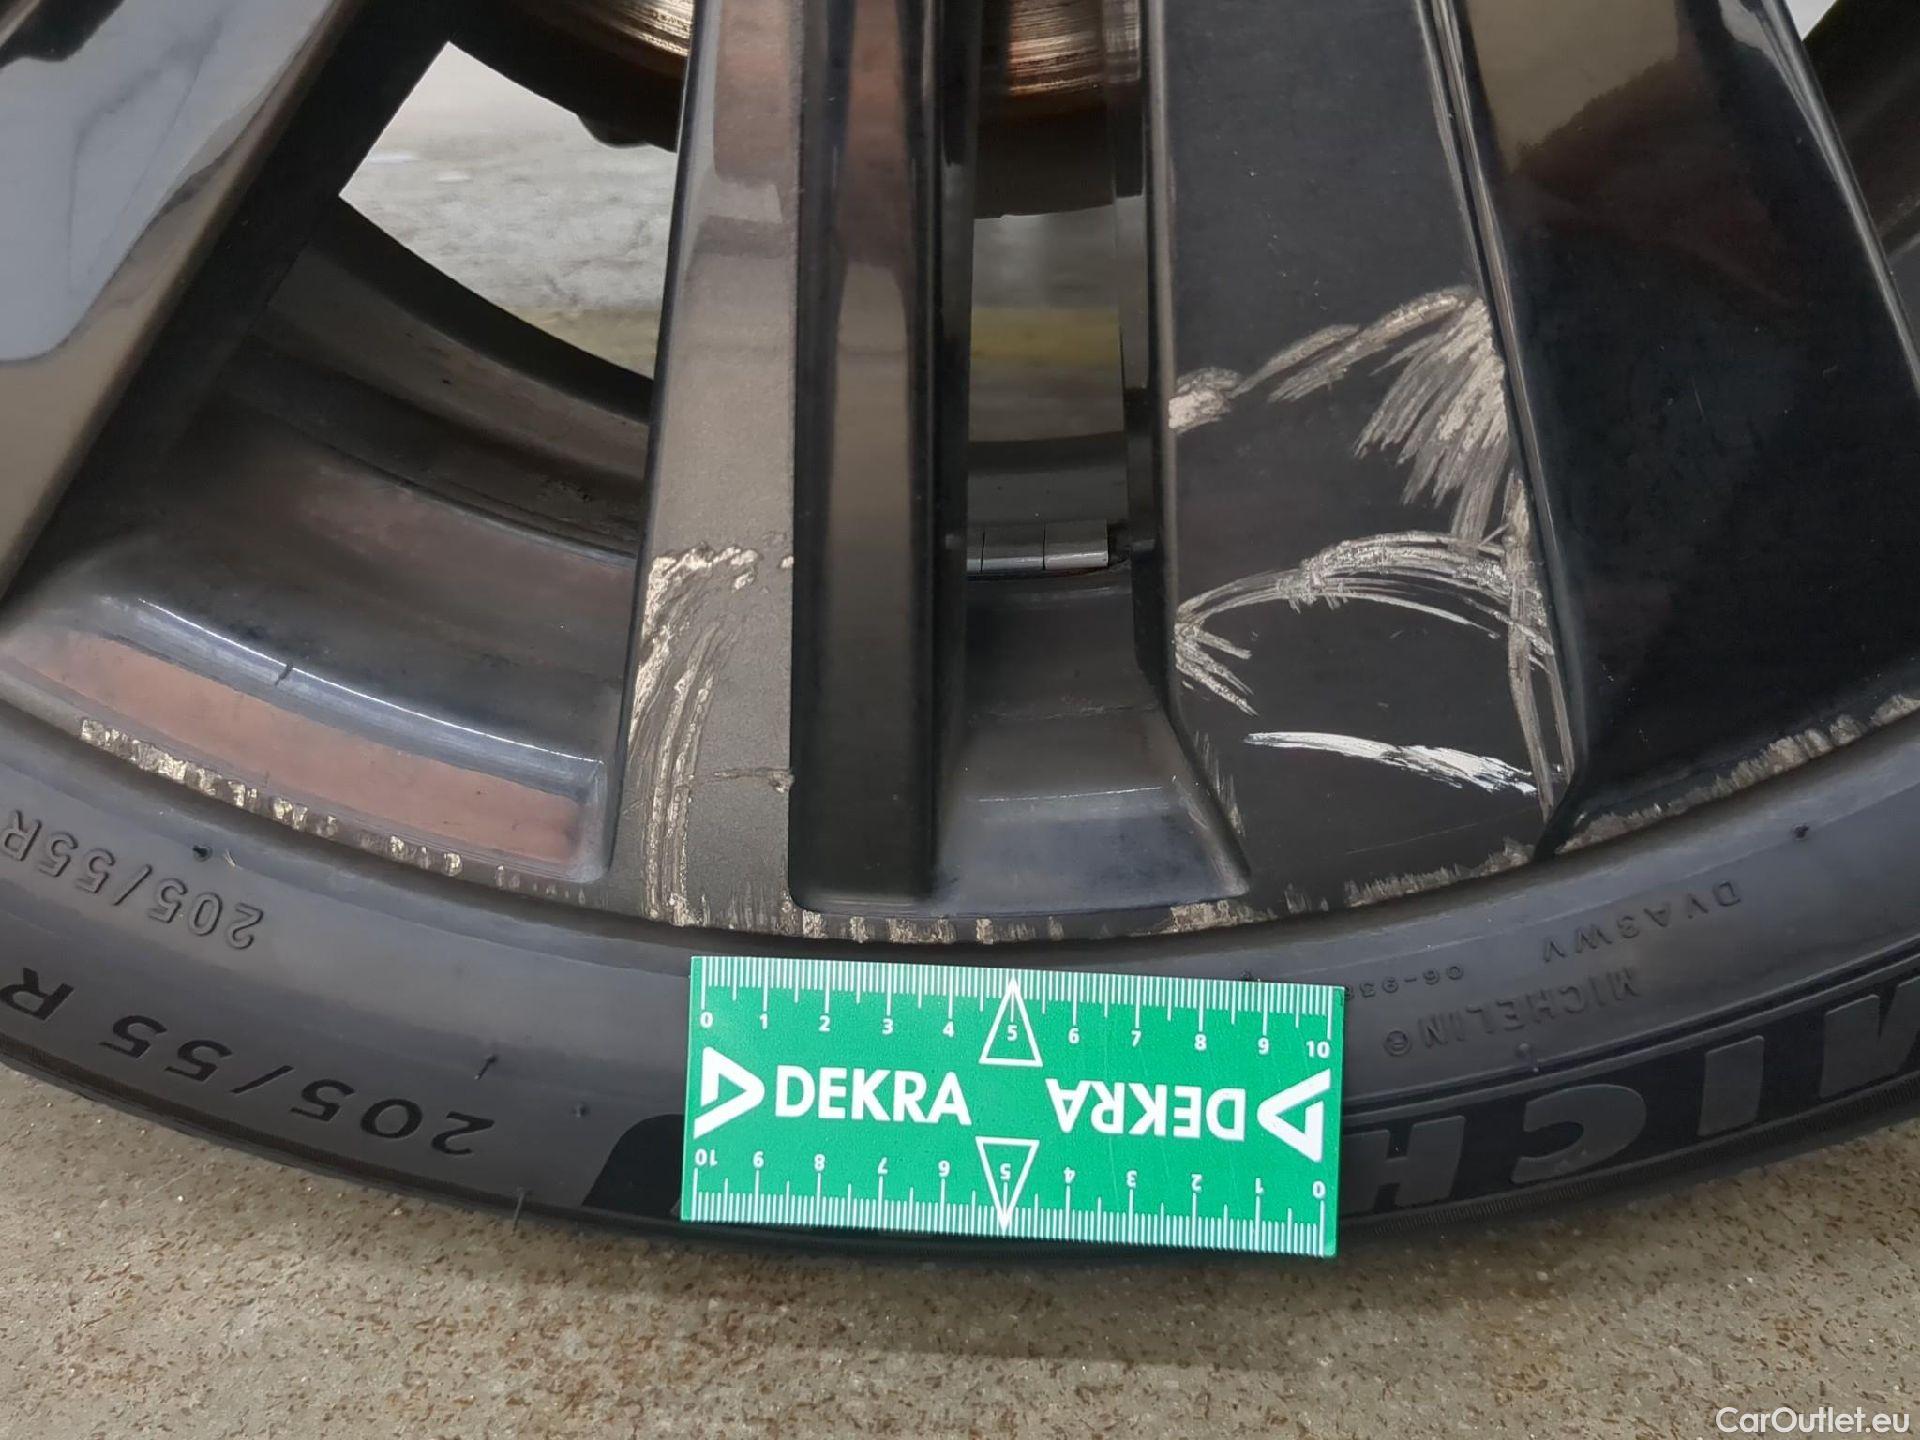 205/55R
205/55 R
DVA3WV
MICHELIN©
MICH
0 1 2 3 4 5 6 7 8 9 10
DEKRA DEKRA
10 9 8 7 6 5 4 3 2 1 0
CarOutlet.eu